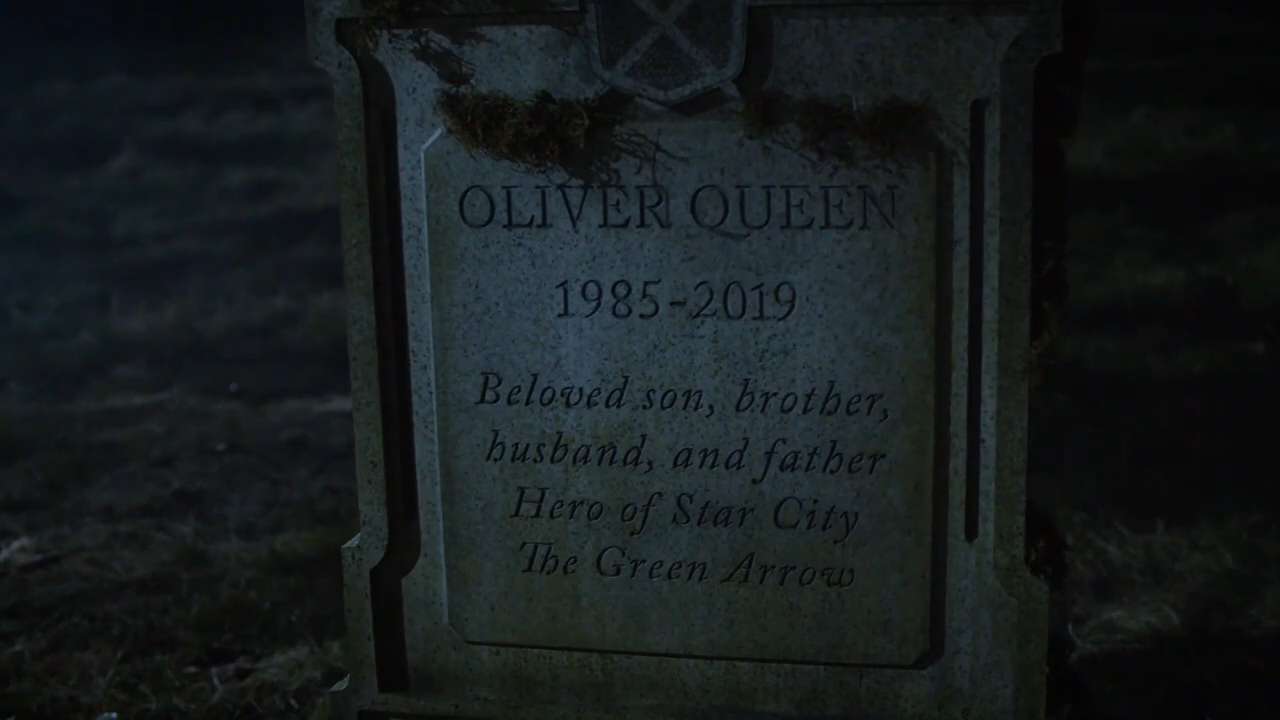 OLIVER QUEEN
1985-2019
Beloved son, brother,
husband, and father
Hero of Star City
The Green Arrow